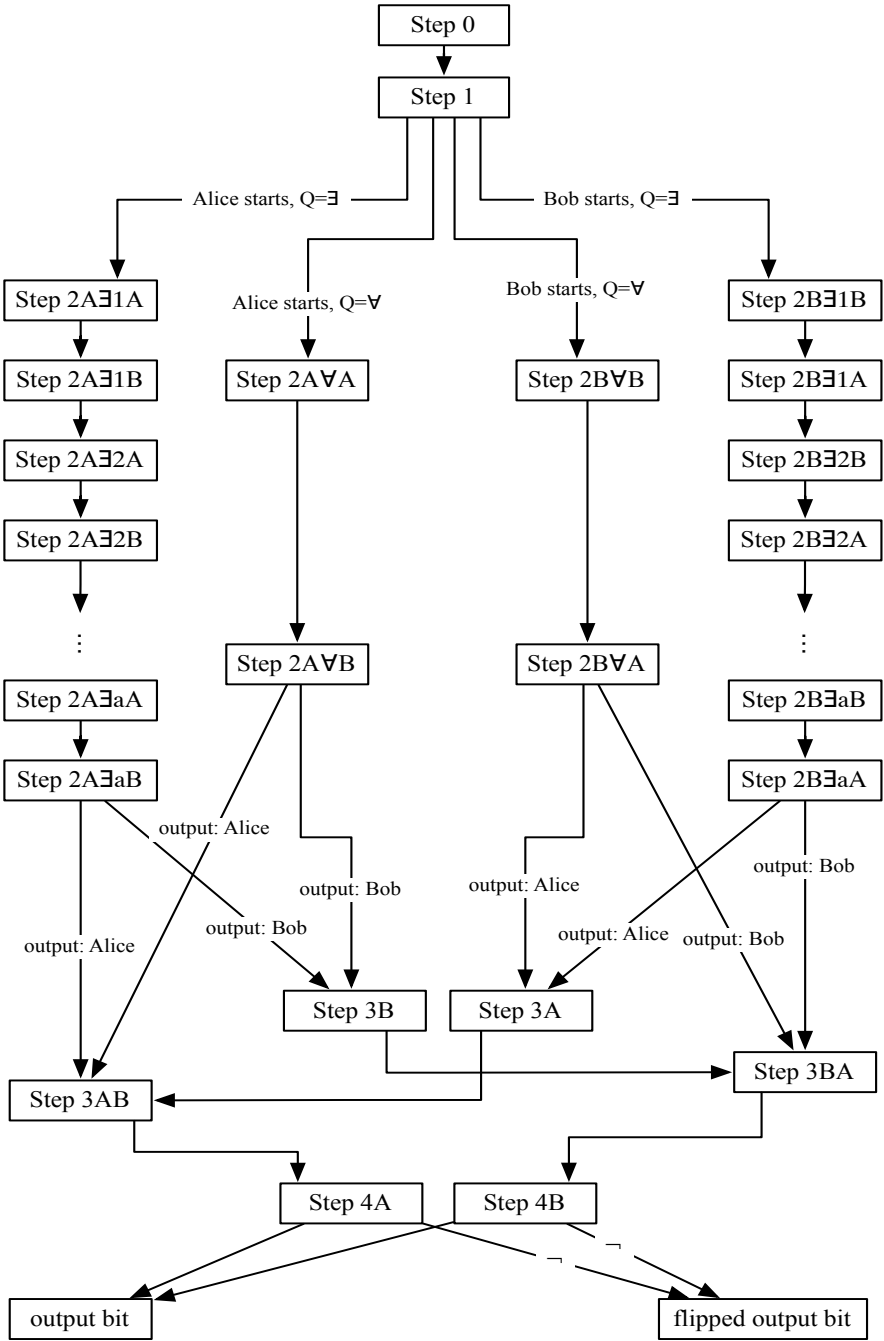 Step 0
Step 1
Alice starts, Q=∃
Bob starts, Q=∃
Step 2A∃1A
Alice starts, Q=∀
Bob starts, Q=∀
Step 2B∃1B
Step 2A∃1B
Step 2A∀A
Step 2B∀B
Step 2B∃1A
Step 2A∃2A
Step 2B∃2B
Step 2A∃2B
Step 2B∃2A
⋮
⋮
Step 2A∀B
Step 2B∀A
Step 2A∃aA
Step 2B∃aB
Step 2A∃aB
Step 2B∃aA
output: Alice
output: Bob
output: Bob
output: Alice
output: Alice
output: Bob
output: Alice
output: Bob
Step 3B
Step 3A
Step 3BA
Step 3AB
Step 4A
Step 4B
¬
¬
output bit
flipped output bit